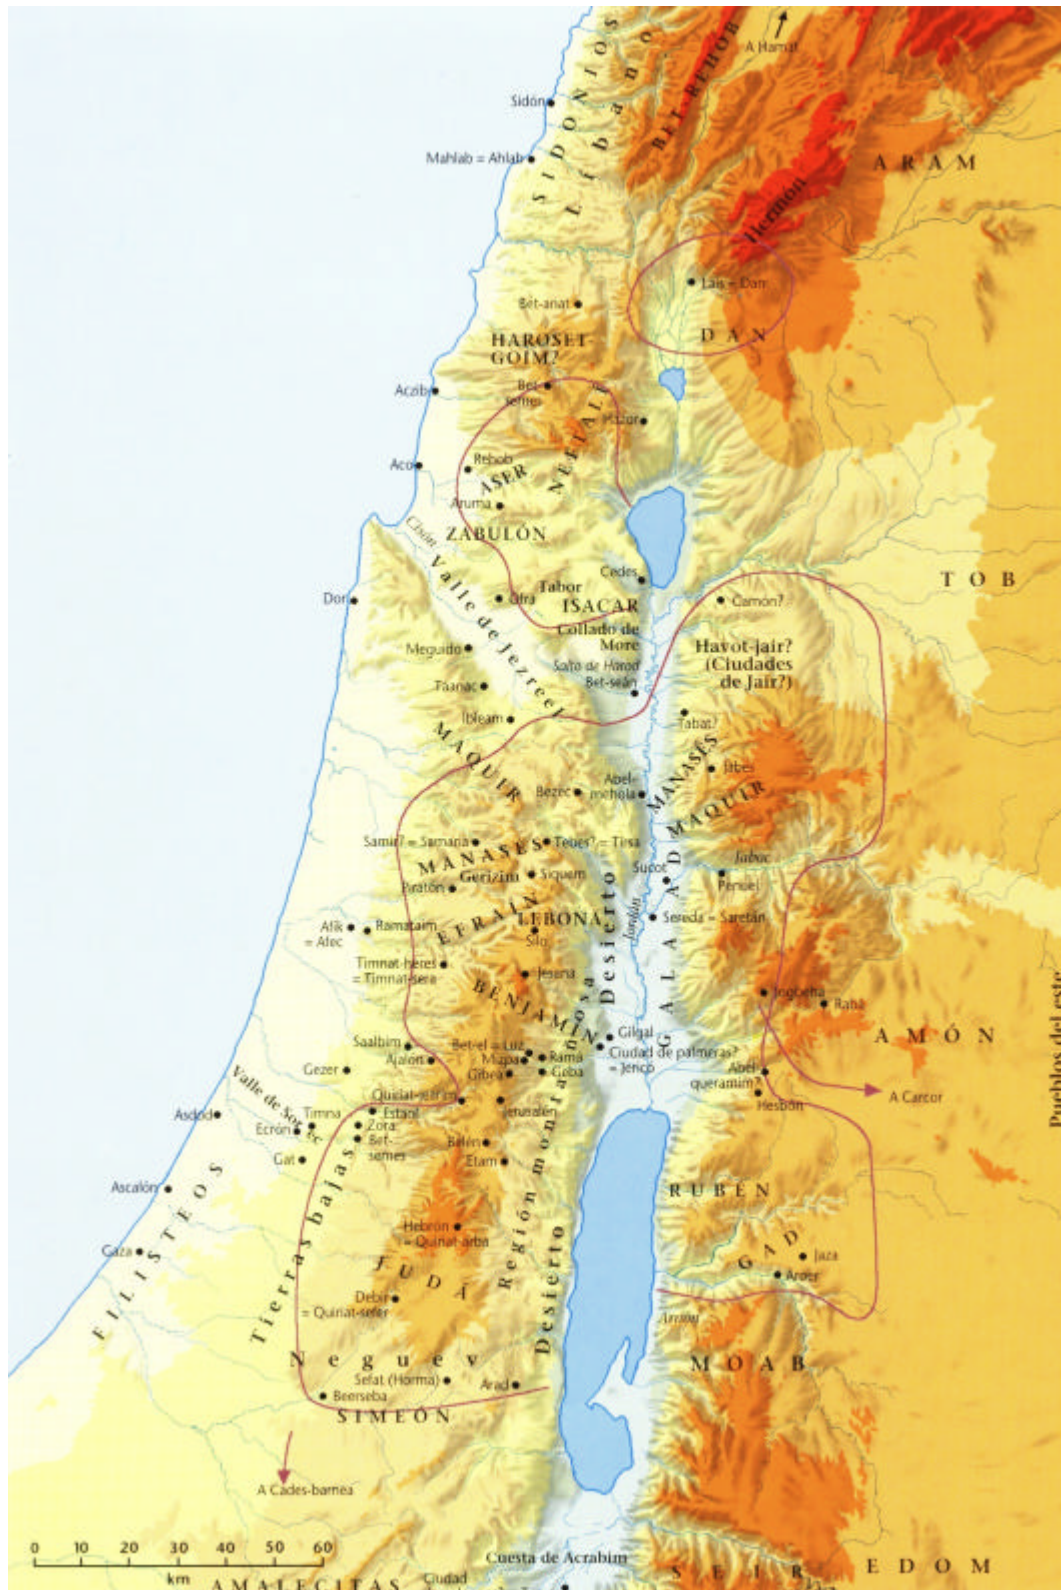 A Hamat
SIDONIOS
Líbano
BET-REHOB
Sidón
Mahlab = Ahlab
ARAM
Hermón
Lais = Dan
Bet-anat
DAN
HAROSET-
GOIM?
Aczib
Bet-
semes
Hazor
NEFTALÍ
Aco
Rehob
ASER
Aruma
ZABULÓN
Valle de Jezreel
Cedes
TOB
Dor
Ofra
Tabor
ISACAR
Camón?
Collado de
More
Meguido
Havot-jair?
(Ciudades
de Jair?)
Salto de Harod
Bet-seán
Taanac
Ibleam
Tabat?
MAQUIR
MANASÉS
Jabes
Bezec
Abel-
mehola
MAQUIR
Samir? = Samaria
Tebes? = Tirsa
MANASÉS
Jaboc
Gerizim
Siquem
Sucot
Penuel
Piratón
EFRAÍN
LEBONA
Jordán
Sereda = Saretán
Afik
= Afec
Ramataim
Silo
Desierto
GALAAD
Timnat-heres
= Timnat-sera
Jesana
Jogbeha
Rabá
BENJAMÍN
Gilgal
AMÓN
Pueblos del este
Saalbim
Bet-el = Luz
Ciudad de palmeras?
= Jericó
Ajalón
Mizpa
Ramá
Gezer
Gibea
Geba
Abel-
queramim?
Valle de Sorec
Quiriat-jearim
Jerusalén
Hesbón
A Carcor
Asdod
Timna
Estaol
Ecrón
Zora
Bet-
semes
Belén
Gat
Etam
Región montañosa
Ascalón
RUBÉN
FILISTEOS
Tierras bajas
Hebrón
= Quiriat-arba
Gaza
GAD
Jaza
JUDÁ
Aroer
Debir
= Quiriat-sefer
Arnón
Desierto
Neguev
MOAB
Sefat (Horma)
Arad
Beerseba
SIMEÓN
A Cades-barnea
0 10 20 30 40 50 60
km
Cuesta de Acrabim
SEIR
EDOM
AMALECITAS
Ciudad